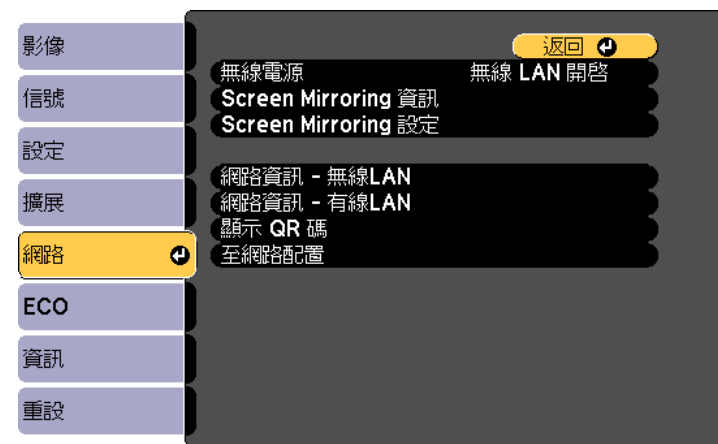 影像
信號
設定
擴展
網路
ECO
資訊
重設
返回
無線電源 無線 LAN 開啓
Screen Mirroring 資訊
Screen Mirroring 設定
網路資訊 - 無線LAN
網路資訊 - 有線LAN
顯示 QR 碼
至網路配置